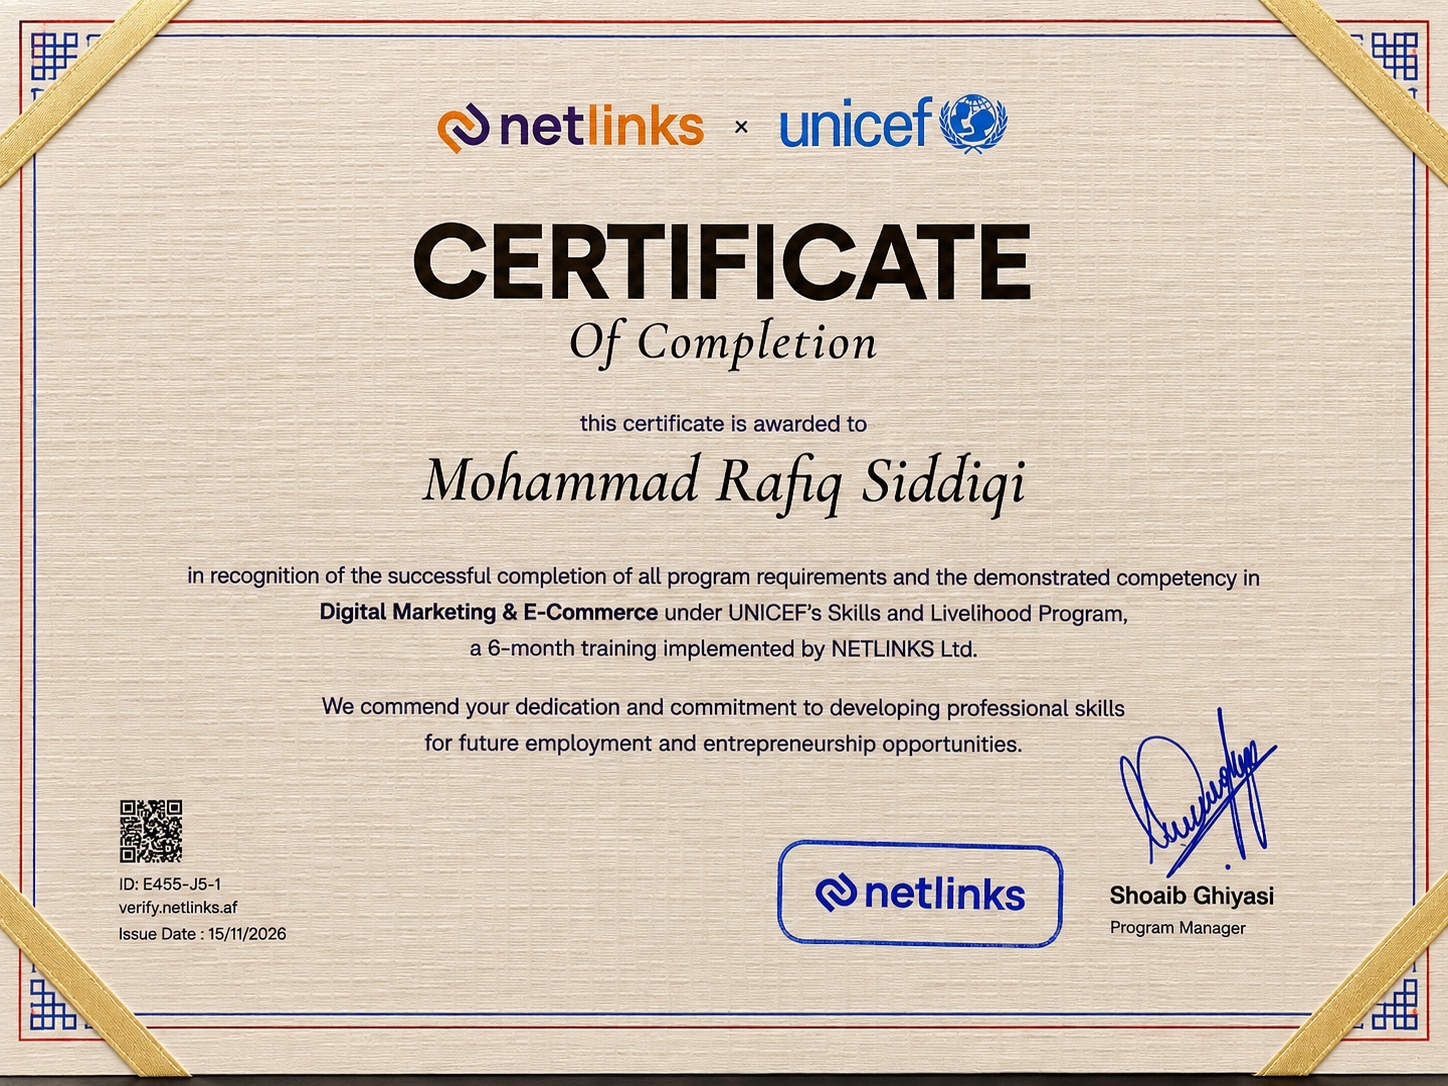 netlinks × unicef
CERTIFICATE
Of Completion
this certificate is awarded to
Mohammad Rafiq Siddiqi
in recognition of the successful completion of all program requirements and the demonstrated competency in
Digital Marketing & E-Commerce under UNICEF's Skills and Livelihood Program,
a 6-month training implemented by NETLINKS Ltd.
We commend your dedication and commitment to developing professional skills
for future employment and entrepreneurship opportunities.
ID: E455-J5-1
verify.netlinks.af
Issue Date : 15/11/2026
netlinks
Shoaib Ghiyasi
Program Manager